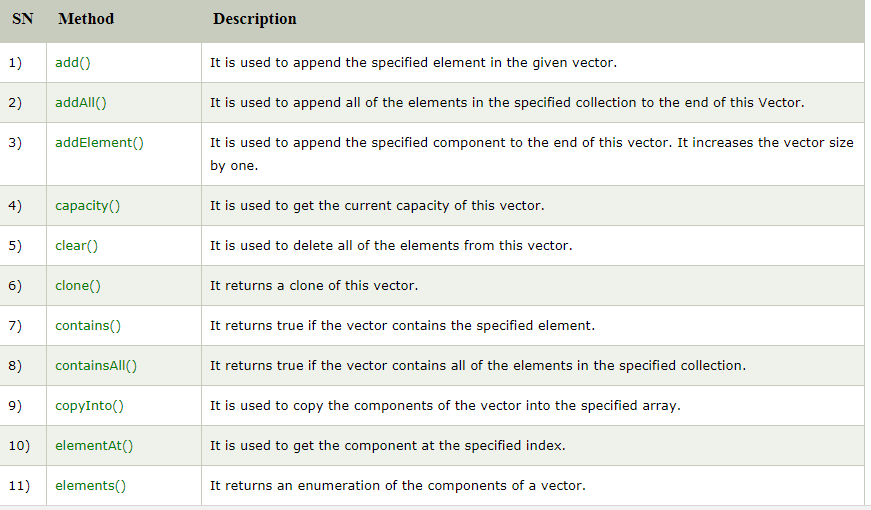 SN Method Description
1) add() It is used to append the specified element in the given vector.
2) addAll() It is used to append all of the elements in the specified collection to the end of this Vector.
3) addElement() It is used to append the specified component to the end of this vector. It increases the vector size
by one.
4) capacity() It is used to get the current capacity of this vector.
5) clear() It is used to delete all of the elements from this vector.
6) clone() It returns a clone of this vector.
7) contains() It returns true if the vector contains the specified element.
8) containsAll() It returns true if the vector contains all of the elements in the specified collection.
9) copyInto() It is used to copy the components of the vector into the specified array.
10) elementAt() It is used to get the component at the specified index.
11) elements() It returns an enumeration of the components of a vector.